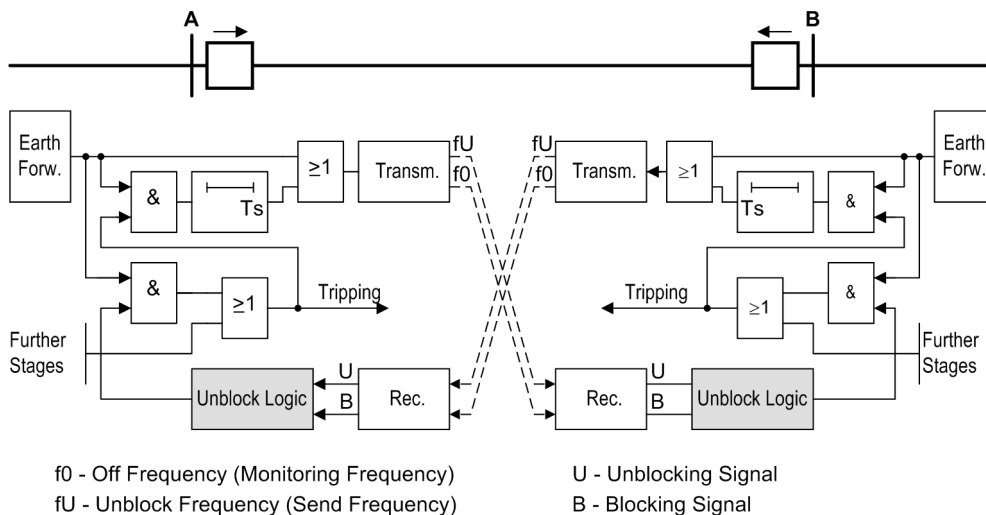 A
B
Earth
Forw.
&
Ts
≥1
Transm.
fU
f0
fU
f0
Transm.
≥1
Ts
&
Earth
Forw.
&
≥1
Tripping
Tripping
≥1
&
Further
Stages
Further
Stages
Unblock Logic
U
B
Rec.
Rec.
U
B
Unblock Logic
f0 - Off Frequency (Monitoring Frequency)
U - Unblocking Signal
fU - Unblock Frequency (Send Frequency)
B - Blocking Signal